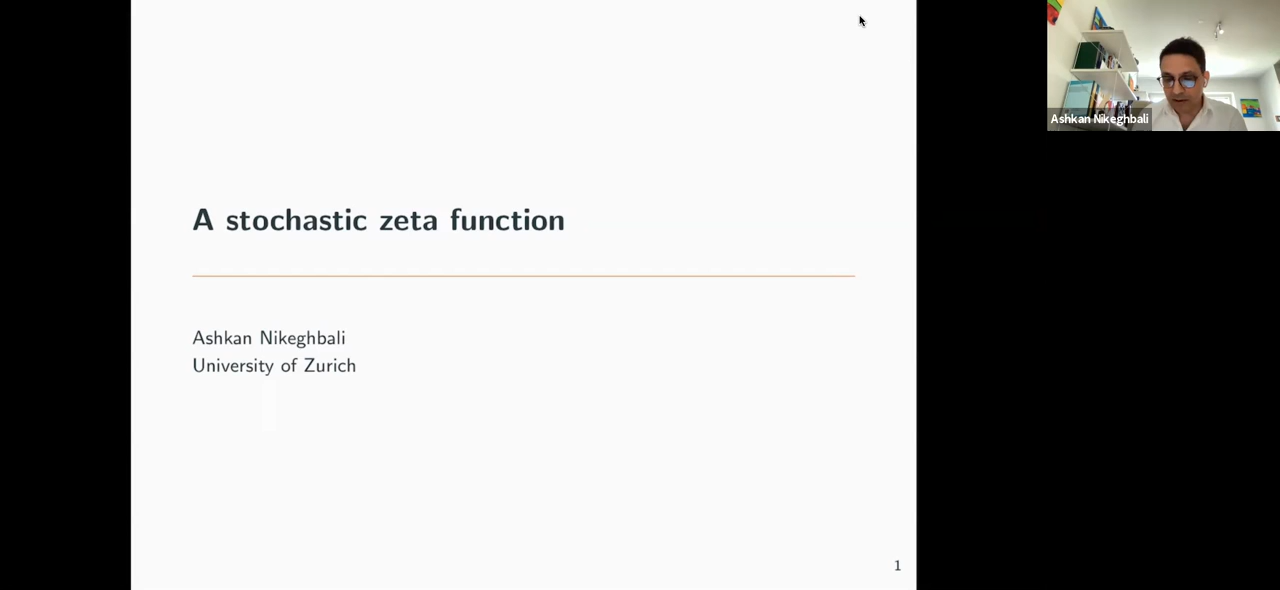 A stochastic zeta function
Ashkan Nikeghbali
University of Zurich
1
Ashkan Nikeghbali